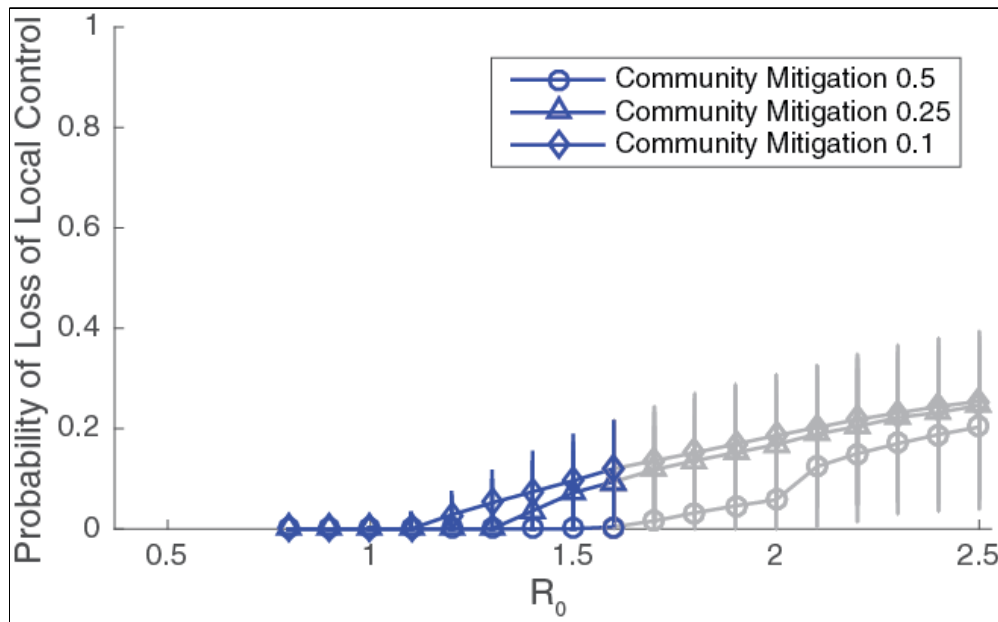 Probability of Loss of Local Control
1
0.8
0.6
0.4
0.2
0
Community Mitigation 0.5
Community Mitigation 0.25
Community Mitigation 0.1
0.5
1
1.5
2
2.5
R₀